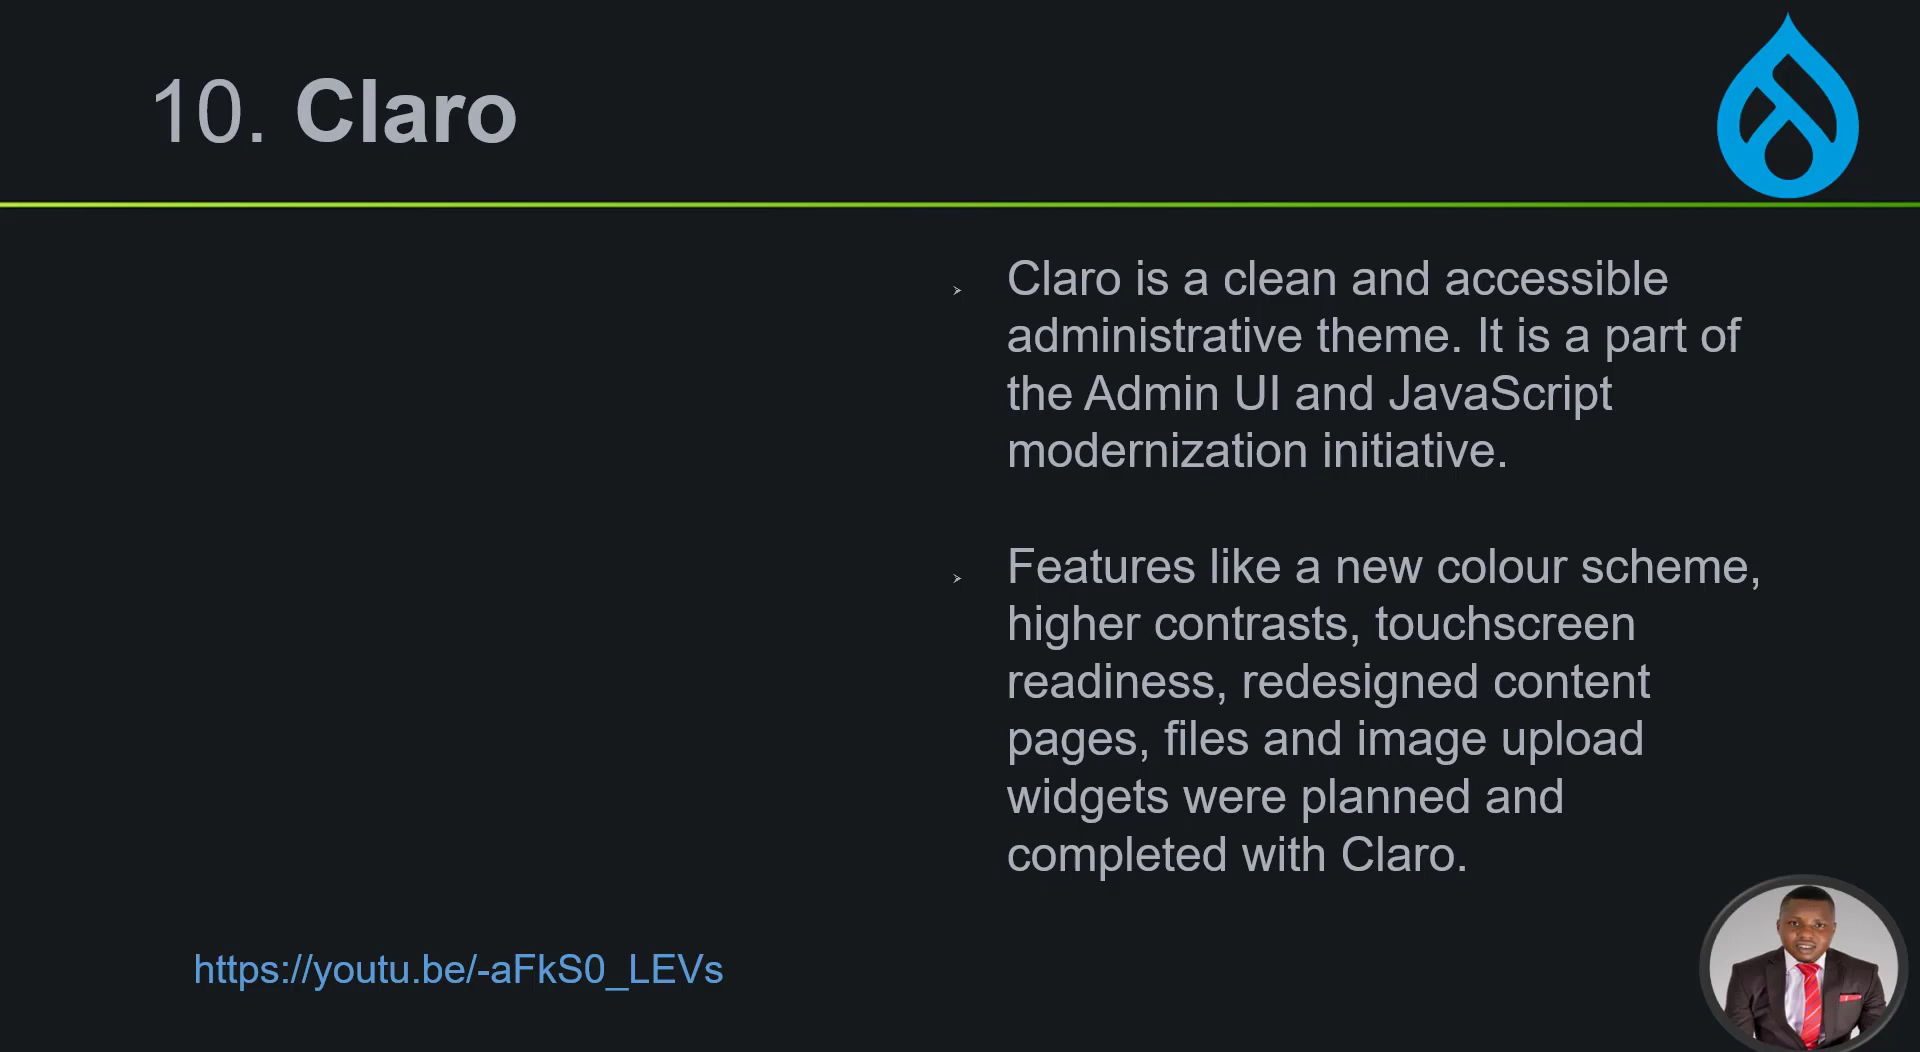 10. Claro
Claro is a clean and accessible
administrative theme. It is a part of
the Admin UI and JavaScript
modernization initiative.
Features like a new colour scheme,
higher contrasts, touchscreen
readiness, redesigned content
pages, files and image upload
widgets were planned and
completed with Claro.
https://youtu.be/-aFkS0_LEVs